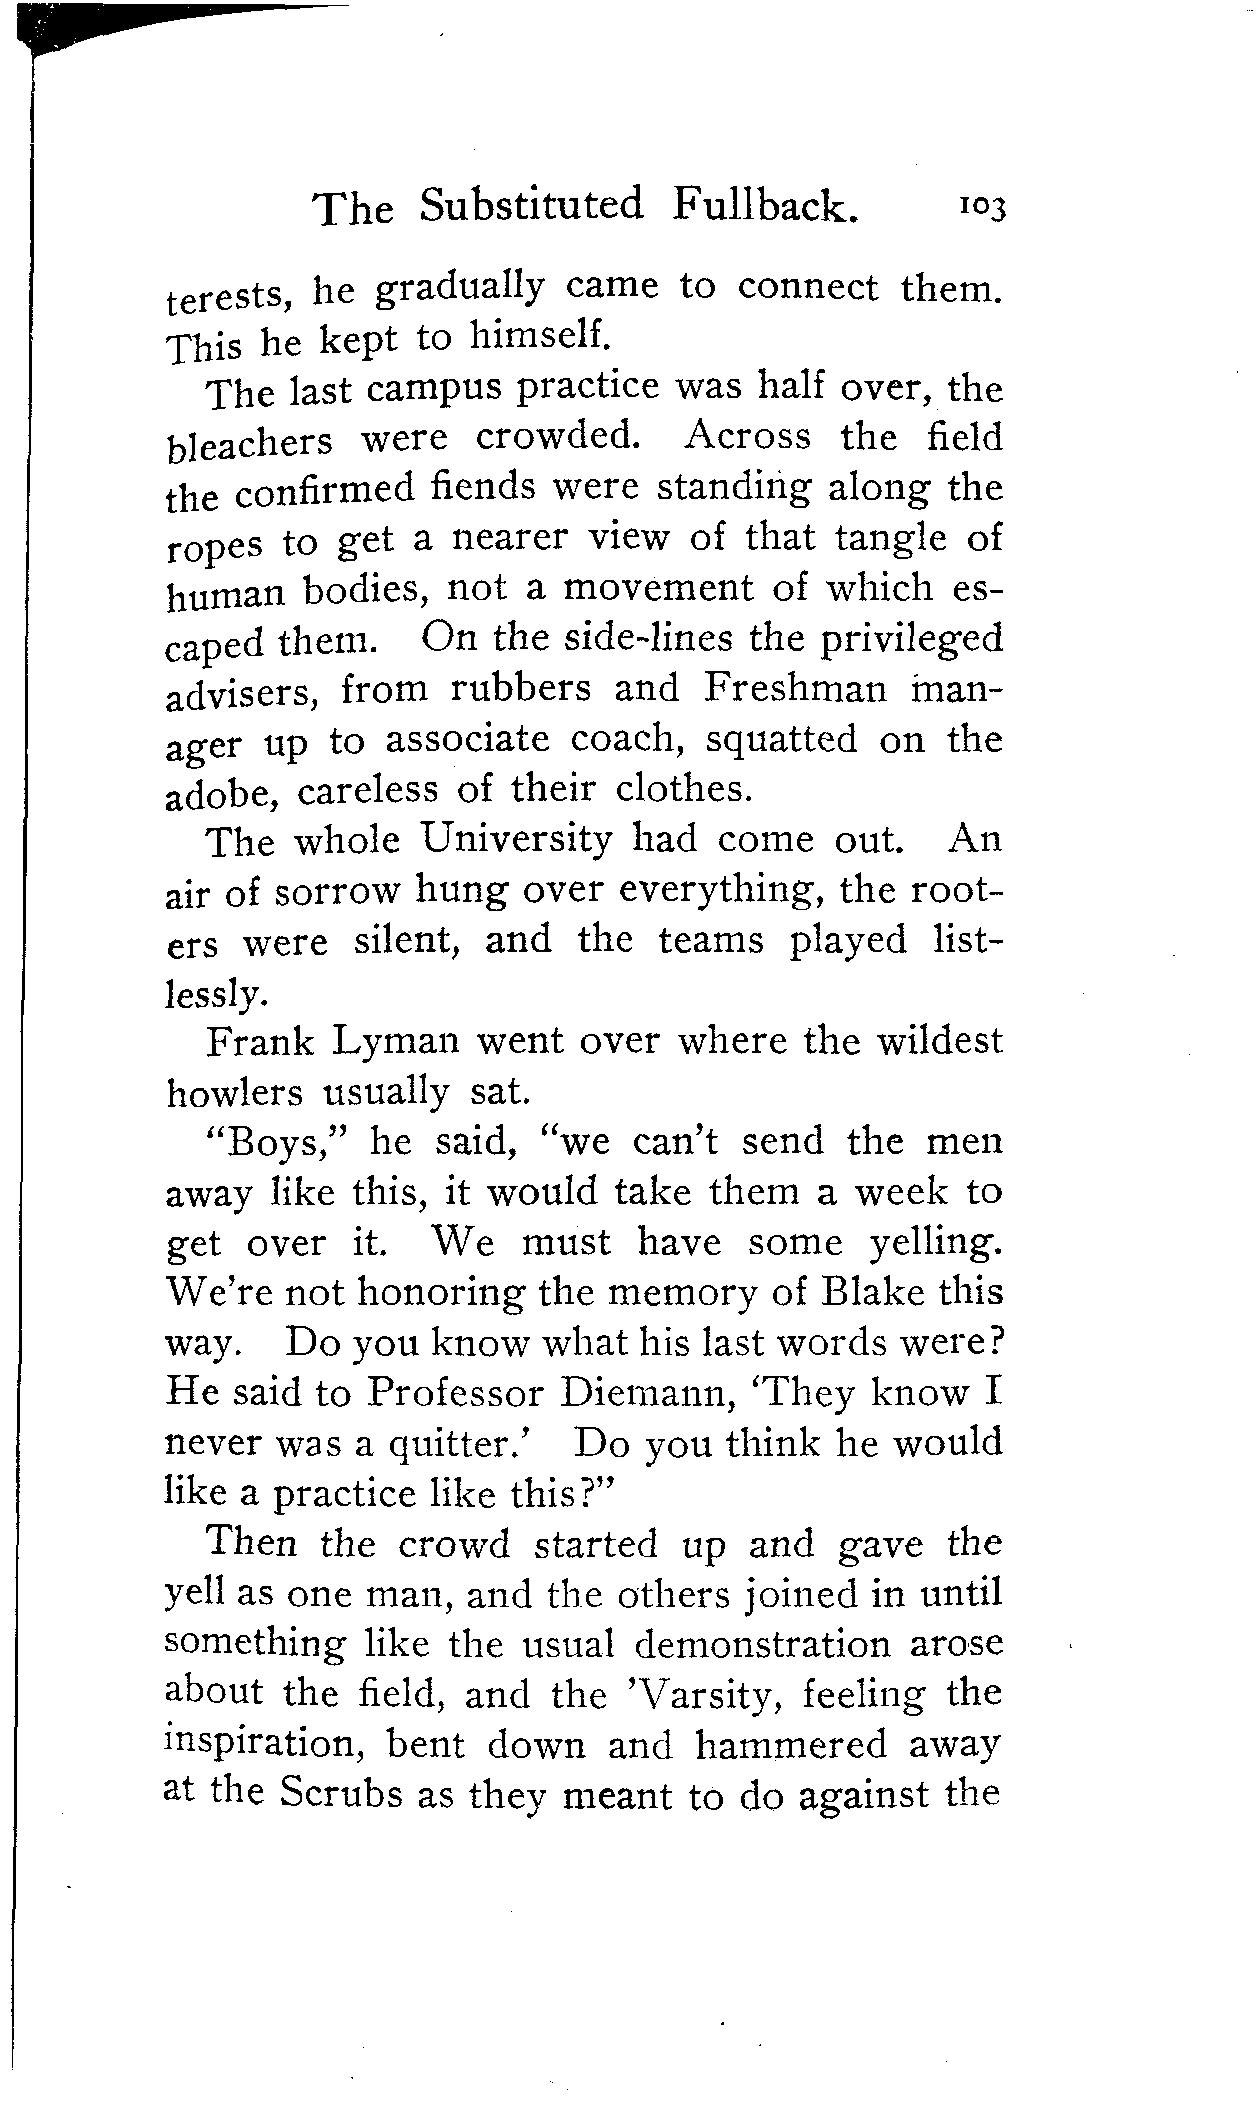 The Substituted Fullback. 103
terests, he gradually came to connect them.
This he kept to himself.
The last campus practice was half over, the
bleachers were crowded. Across the field
the confirmed fiends were standing along the
ropes to get a nearer view of that tangle of
human bodies, not a movement of which es-
caped them. On the side-lines the privileged
advisers, from rubbers and Freshman man-
ager up to associate coach, squatted on the
adobe, careless of their clothes.
The whole University had come out. An
air of sorrow hung over everything, the root-
ers were silent, and the teams played list-
lessly.
Frank Lyman went over where the wildest
howlers usually sat.
"Boys," he said, "we can't send the men
away like this, it would take them a week to
get over it. We must have some yelling.
We're not honoring the memory of Blake this
way. Do you know what his last words were?
He said to Professor Diemann, 'They know I
never was a quitter.' Do you think he would
like a practice like this?"
Then the crowd started up and gave the
yell as one man, and the others joined in until
something like the usual demonstration arose
about the field, and the 'Varsity, feeling the
inspiration, bent down and hammered away
at the Scrubs as they meant to do against the